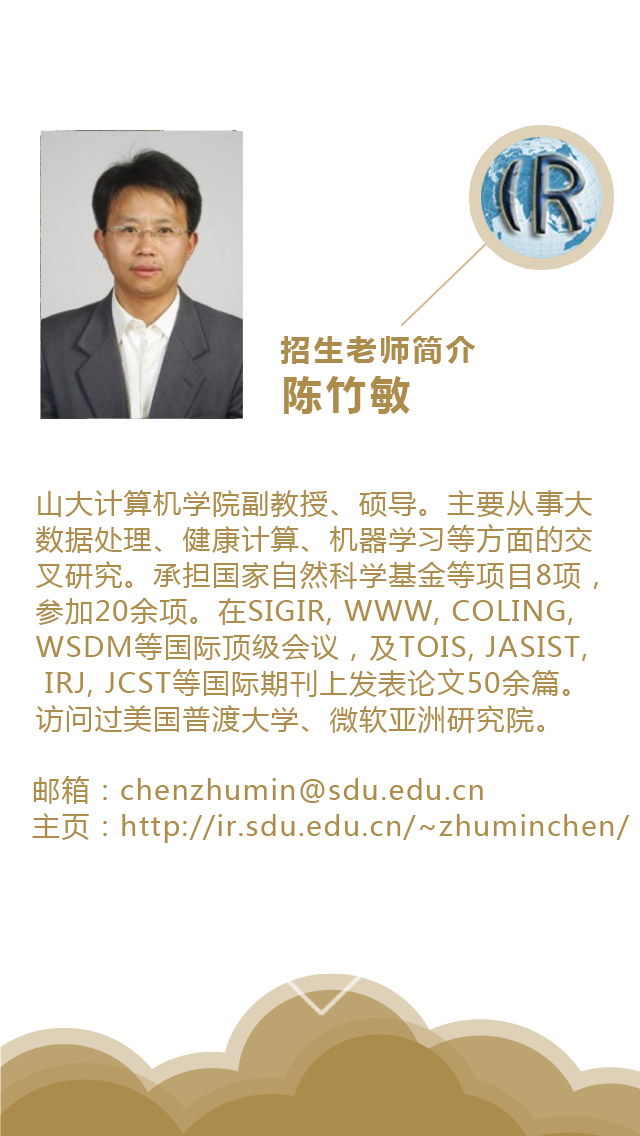 IR
招生老师简介
陈竹敏
山大计算机学院副教授、硕导。主要从事大
数据处理、健康计算、机器学习等方面的交
叉研究。承担国家自然科学基金等项目8项，
参加20余项。在SIGIR, WWW, COLING,
WSDM等国际顶级会议，及TOIS, JASIST,
IRJ, JCST等国际期刊上发表论文50余篇。
访问过美国普渡大学、微软亚洲研究院。
邮箱：chenzhumin@sdu.edu.cn
主页：http://ir.sdu.edu.cn/~zhuminchen/